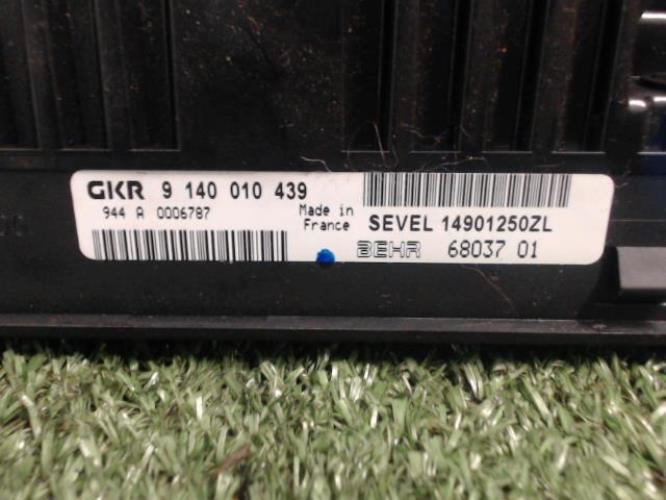 GKR 9 140 010 439
944 A 0006787
Made in
France
SEVEL 14901250ZL
BEHR 68037 01